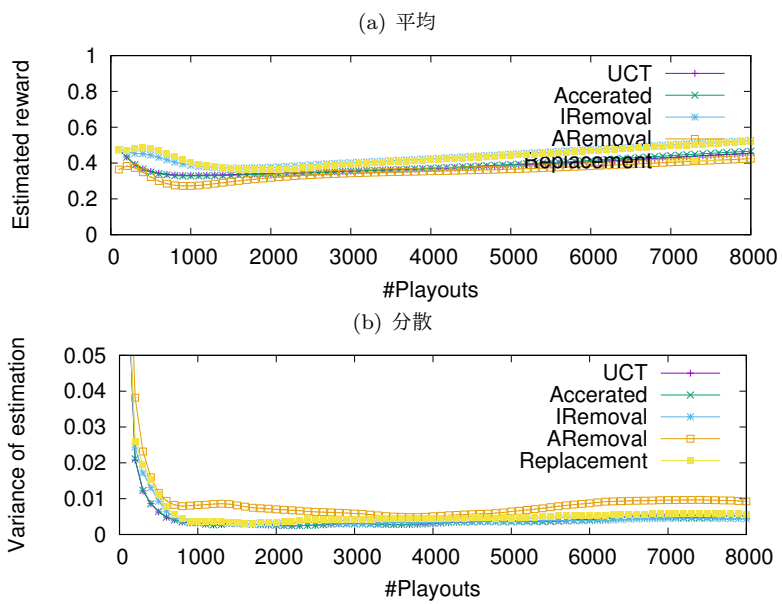 (a) 平均
1
0.8
0.6
0.4
0.2
0
Estimated reward
UCT
Accerated
IRemoval
ARemoval
Replacement
0 1000 2000 3000 4000 5000 6000 7000 8000
#Playouts
(b) 分散
0.05
0.04
0.03
0.02
0.01
0
Variance of estimation
UCT
Accerated
IRemoval
ARemoval
Replacement
0 1000 2000 3000 4000 5000 6000 7000 8000
#Playouts